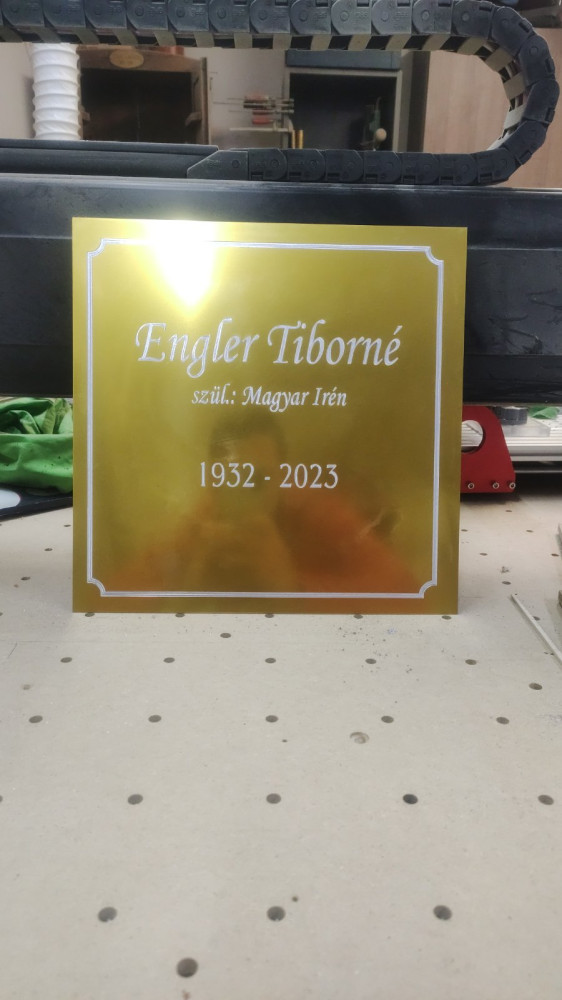 Engler Tiborné
szül.: Magyar Irén
1932 - 2023